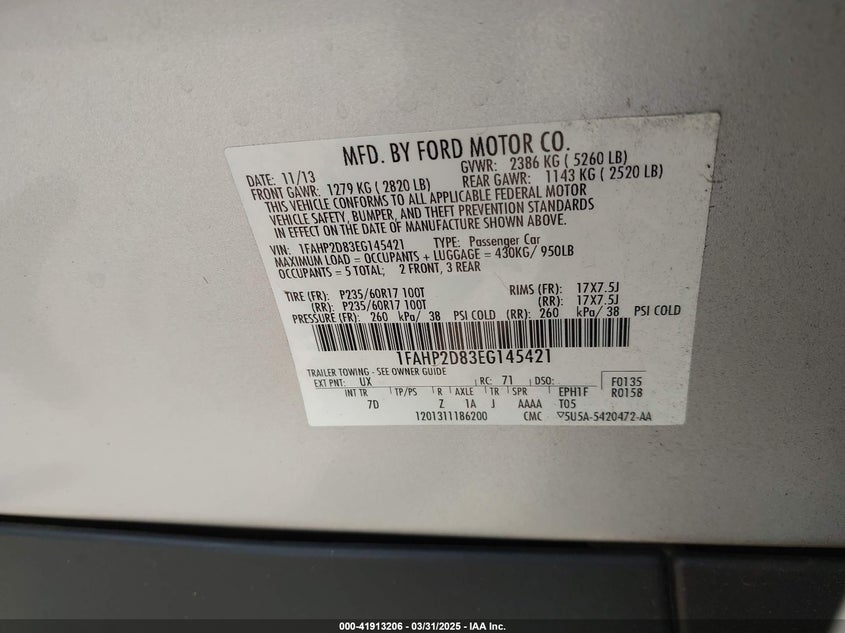 MFD. BY FORD MOTOR CO.
DATE: 11/13 GVWR: 2386 KG ( 5260 LB)
FRONT GAWR: 1279 KG ( 2820 LB) REAR GAWR: 1143 KG ( 2520 LB)
THIS VEHICLE CONFORMS TO ALL APPLICABLE FEDERAL MOTOR
VEHICLE SAFETY, BUMPER, AND THEFT PREVENTION STANDARDS
IN EFFECT ON THE DATE OF MANUFACTURE SHOWN ABOVE.
VIN: 1FAHP2D83EG145421 TYPE: Passenger Car
MAXIMUM LOAD = OCCUPANTS + LUGGAGE = 430KG/ 950LB
OCCUPANTS = 5 TOTAL; 2 FRONT, 3 REAR
TIRE (FR): P235/60R17 100T RIMS (FR): 17X7.5J
(RR): P235/60R17 100T (RR): 17X7.5J
PRESSURE (FR): 260 kPa/ 38 PSI COLD (RR): 260 kPa/ 38 PSI COLD
1FAHP2D83EG145421
TRAILER TOWING - SEE OWNER GUIDE
EXT PNT: UX RC: 71 DSO: F0135
INT TR TP/PS R AXLE TR SPR EPH1F R0158
7D Z 1A J AAAA T05
1201311186200 CMC 5U5A-5420472-AA
000-41913206 - 03/31/2025 - IAA Inc.